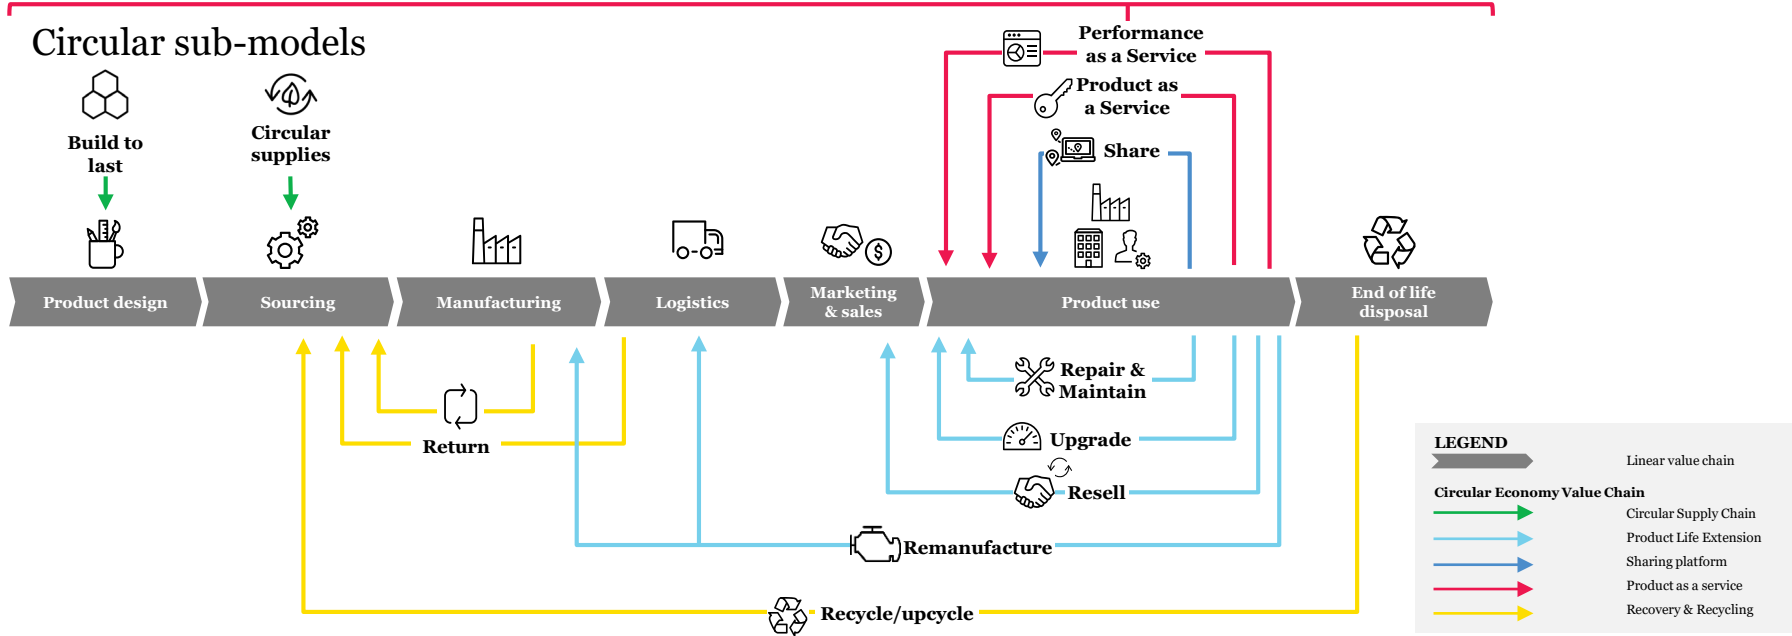 Circular sub-models
Performance
as a Service
Product as
a Service
Build to
last
Circular
supplies
Share
Product design
Sourcing
Manufacturing
Logistics
Marketing
& sales
Product use
End of life
disposal
$
Repair &
Maintain
Return
Upgrade
Resell
Remanufacture
Recycle/upcycle
LEGEND
Linear value chain
Circular Economy Value Chain
Circular Supply Chain
Product Life Extension
Sharing platform
Product as a service
Recovery & Recycling